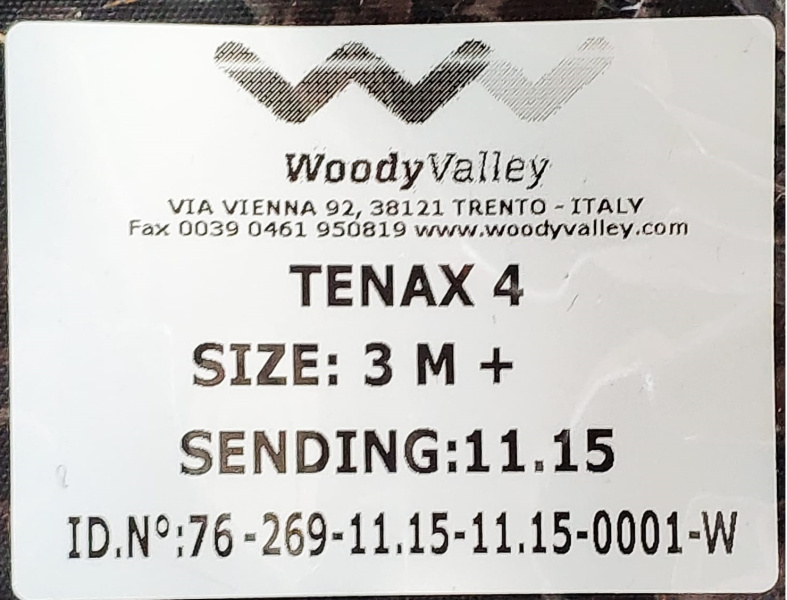 WoodyValley
VIA VIENNA 92, 38121 TRENTO - ITALY
Fax 0039 0461 950819 www.woodyvalley.com
TENAX 4
SIZE: 3 M +
SENDING:11.15
ID.Nº:76-269-11.15-11.15-0001-W